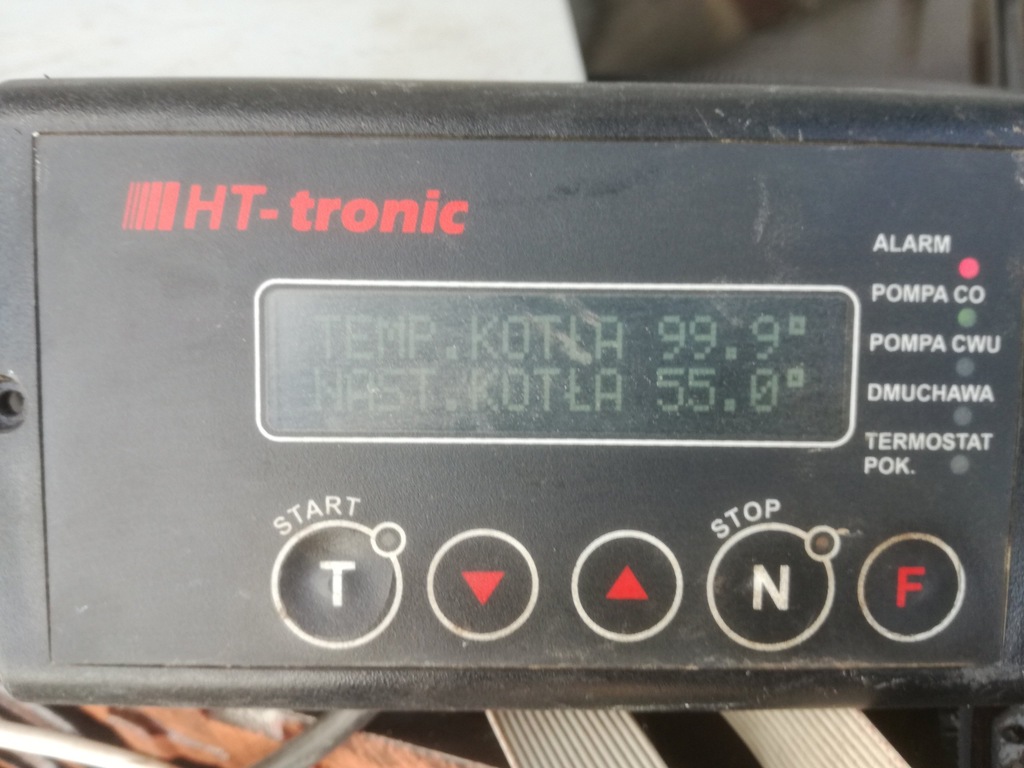 HT-tronic
TEMP.KOTŁA 99.9°
NAST.KOTŁA 55.0°
ALARM
POMPA CO
POMPA CWU
DMUCHAWA
TERMOSTAT
POK.
START
T
STOP
N
F